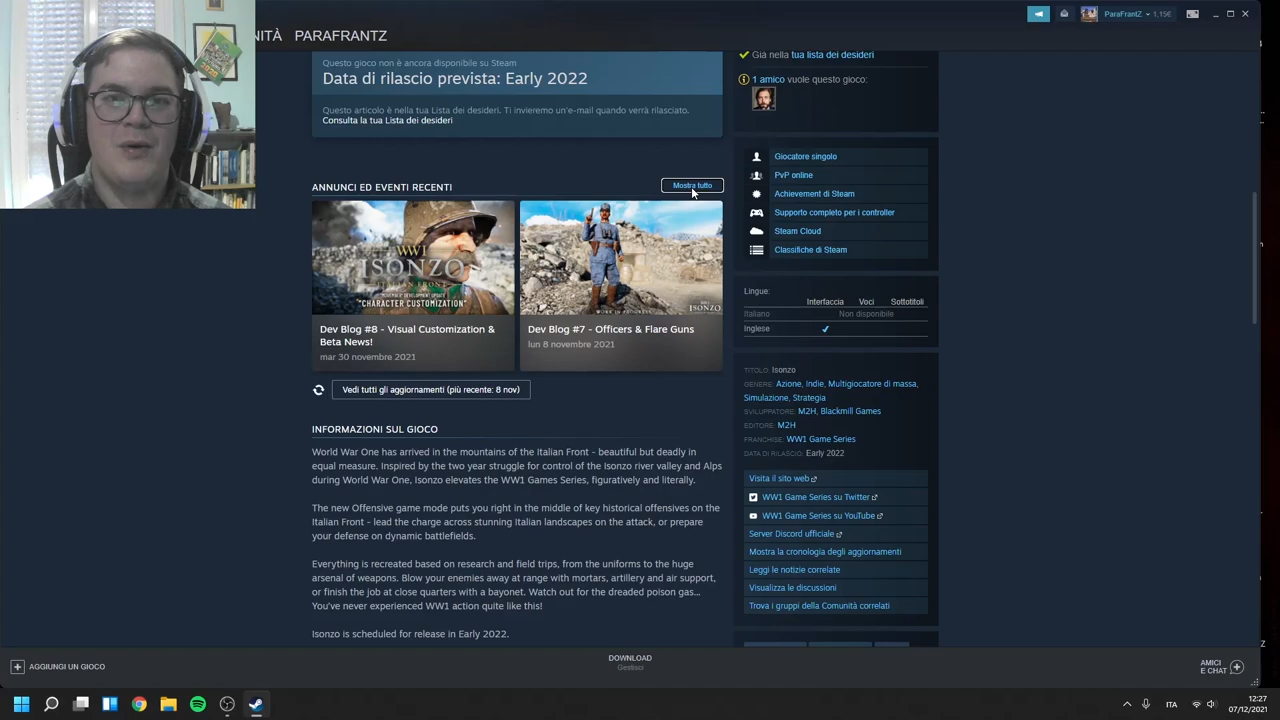 ParaFrantZ
1,15€
NITÀ PARAFRANTZ
Questo gioco non è ancora disponibile su Steam
Data di rilascio prevista: Early 2022
Questo articolo è nella tua Lista dei desideri. Ti invieremo un'e-mail quando verrà rilasciato.
Consulta la tua Lista dei desideri
ANNUNCI ED EVENTI RECENTI
Mostra tutto
WW1
ISONZO
ITALIAN FRONT
"CHARACTER CUSTOMIZATION"
Dev Blog #8 - Visual Customization &
Beta News!
mar 30 novembre 2021
WORK IN PROGRESS
ISONZO
Dev Blog #7 - Officers & Flare Guns
lun 8 novembre 2021
Vedi tutti gli aggiornamenti (più recente: 8 nov)
INFORMAZIONI SUL GIOCO
World War One has arrived in the mountains of the Italian Front - beautiful but deadly in
equal measure. Inspired by the two year struggle for control of the Isonzo river valley and Alps
during World War One, Isonzo elevates the WW1 Games Series, figuratively and literally.
The new Offensive game mode puts you right in the middle of key historical offensives on the
Italian Front - lead the charge across stunning Italian landscapes on the attack, or prepare
your defense on dynamic battlefields.
Everything is recreated based on research and field trips, from the uniforms to the huge
arsenal of weapons. Blow your enemies away at range with mortars, artillery and air support,
or finish the job at close quarters with a bayonet. Watch out for the dreaded poison gas...
You've never experienced WW1 action quite like this!
Isonzo is scheduled for release in Early 2022.
Già nella tua lista dei desideri
1 amico vuole questo gioco:
Giocatore singolo
PvP online
Achievement di Steam
Supporto completo per i controller
Steam Cloud
Classifiche di Steam
Lingue:
Interfaccia Voci Sottotitoli
Italiano Non disponibile
Inglese ✓
TITOLO: Isonzo
GENERE: Azione, Indie, Multigiocatore di massa,
Simulazione, Strategia
SVILUPPATORE: M2H, Blackmill Games
EDITORE: M2H
FRANCHISE: WW1 Game Series
DATA DI RILASCIO: Early 2022
Visita il sito web
WW1 Game Series su Twitter
WW1 Game Series su YouTube
Server Discord ufficiale
Mostra la cronologia degli aggiornamenti
Leggi le notizie correlate
Visualizza le discussioni
Trova i gruppi della Comunità correlati
AGGIUNGI UN GIOCO
DOWNLOAD
Gestisci
AMICI
E CHAT
ITA
12:27
07/12/2021